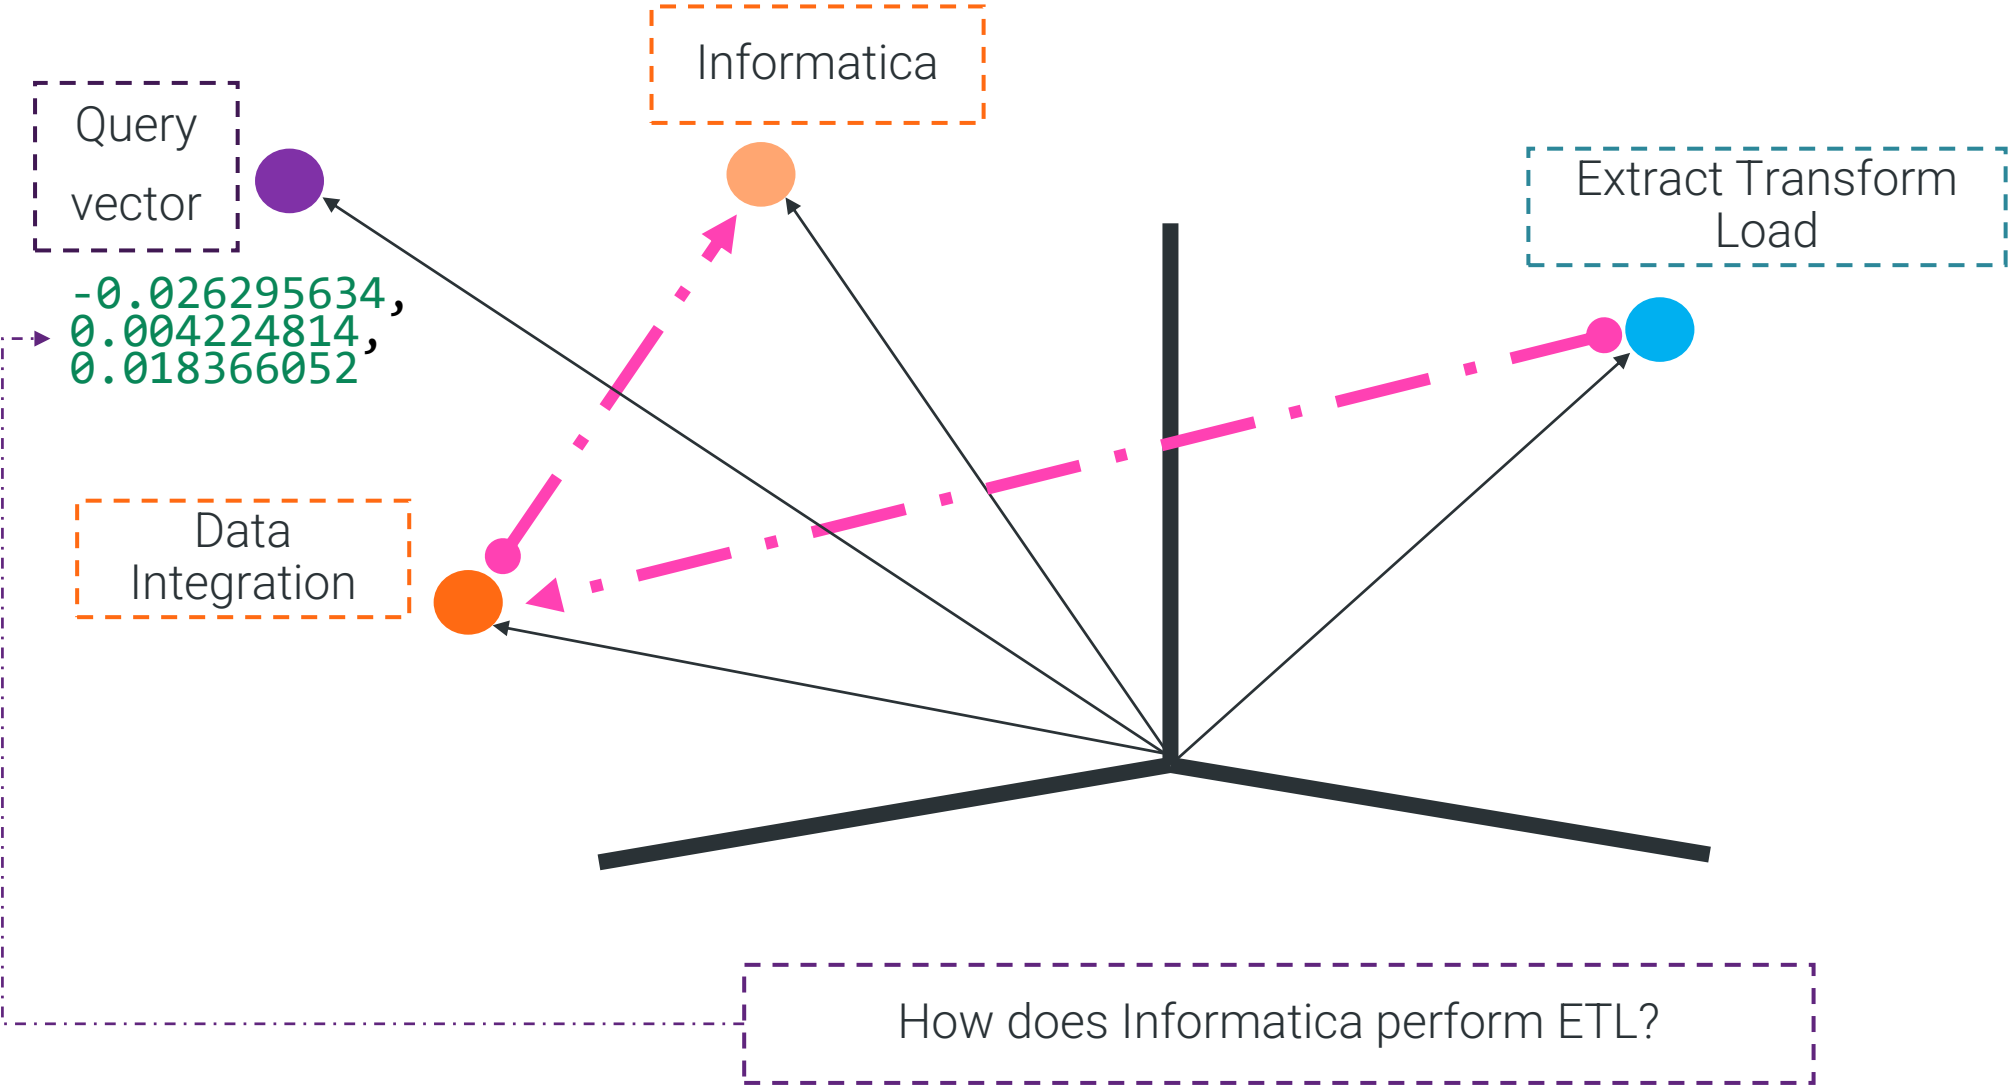 Informatica
Query
vector
Extract Transform
Load
-0.026295634,
0.004224814,
0.018366052
Data
Integration
How does Informatica perform ETL?